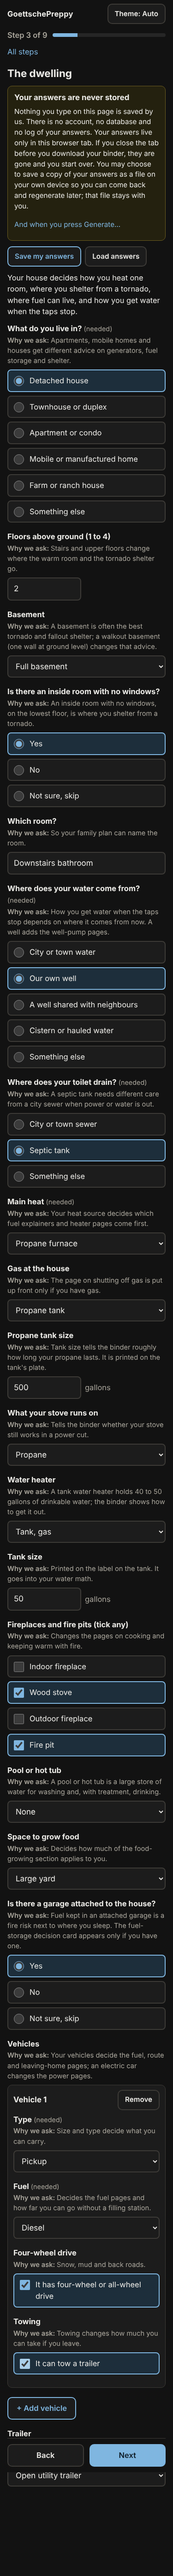 GoettschePreppy
Theme: Auto
Step 3 of 9
All steps
The dwelling
Your answers are never stored
Nothing you type on this page is saved by
us. There is no account, no database and
no log of your answers. Your answers live
only in this browser tab. If you close the tab
before you download your binder, they are
gone and you start over. You may choose
to save a copy of your answers as a file on
your own device so you can come back
and regenerate later; that file stays with
you.
And when you press Generate...
Save my answers
Load answers
Your house decides how you heat one
room, where you shelter from a tornado,
where fuel can live, and how you get water
when the taps stop.
What do you live in? (needed)
Why we ask: Apartments, mobile homes and
houses get different advice on generators, fuel
storage and shelter.
Detached house
Townhouse or duplex
Apartment or condo
Mobile or manufactured home
Farm or ranch house
Something else
Floors above ground (1 to 4)
Why we ask: Stairs and upper floors change
where the warm room and the tornado shelter
go.
2
Basement
Why we ask: A basement is often the best
tornado and fallout shelter; a walkout basement
(one wall at ground level) changes that advice.
Full basement
Is there an inside room with no windows?
Why we ask: An inside room with no windows,
on the lowest floor, is where you shelter from a
tornado.
Yes
No
Not sure, skip
Which room?
Why we ask: So your family plan can name the
room.
Downstairs bathroom
Where does your water come from?
(needed)
Why we ask: How you get water when the taps
stop depends on where it comes from now. A
well adds the well-pump pages.
City or town water
Our own well
A well shared with neighbours
Cistern or hauled water
Something else
Where does your toilet drain? (needed)
Why we ask: A septic tank needs different care
from a city sewer when power or water is out.
City or town sewer
Septic tank
Something else
Main heat (needed)
Why we ask: Your heat source decides which
fuel explainers and heater pages come first.
Propane furnace
Gas at the house
Why we ask: The page on shutting off gas is put
up front only if you have gas.
Propane tank
Propane tank size
Why we ask: Tank size tells the binder roughly
how long your propane lasts. It is printed on the
tank's plate.
500
gallons
What your stove runs on
Why we ask: Tells the binder whether your stove
still works in a power cut.
Propane
Water heater
Why we ask: A tank water heater holds 40 to 50
gallons of drinkable water; the binder shows how
to get it out.
Tank, gas
Tank size
Why we ask: Printed on the label on the tank. It
goes into your water math.
50
gallons
Fireplaces and fire pits (tick any)
Why we ask: Changes the pages on cooking and
keeping warm with fire.
Indoor fireplace
Wood stove
Outdoor fireplace
Fire pit
Pool or hot tub
Why we ask: A pool or hot tub is a large store of
water for washing and, with treatment, drinking.
None
Space to grow food
Why we ask: Decides how much of the food-
growing section applies to you.
Large yard
Is there a garage attached to the house?
Why we ask: Fuel kept in an attached garage is a
fire risk next to where you sleep. The fuel-
storage decision card appears only if you have
one.
Yes
No
Not sure, skip
Vehicles
Why we ask: Your vehicles decide the fuel, route
and leaving-home pages; an electric car
changes the power pages.
Vehicle 1
Remove
Type (needed)
Why we ask: Size and type decide what you
can carry.
Pickup
Fuel (needed)
Why we ask: Decides the fuel pages and
how far you can go without a filling station.
Diesel
Four-wheel drive
Why we ask: Snow, mud and back roads.
It has four-wheel or all-wheel
drive
Towing
Why we ask: Towing changes how much you
can take if you leave.
It can tow a trailer
+ Add vehicle
Trailer
Back
Next
Open utility trailer